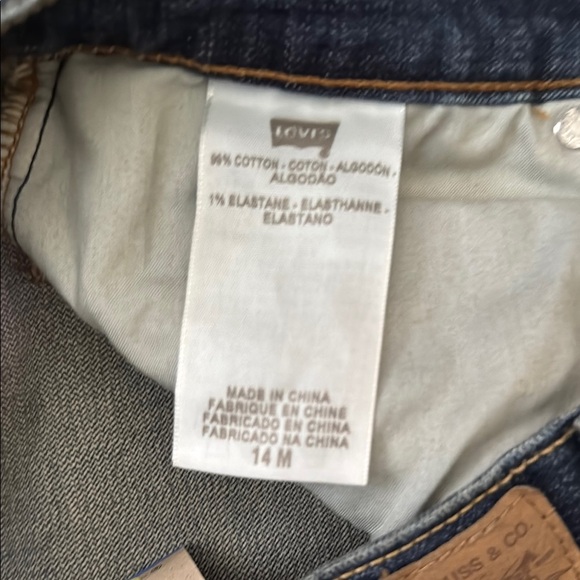 LEVI'S
99% COTTON - COTON - ALGODÓN -
ALGODÃO
1% ELASTANE - ELASTHANNE -
ELASTANO
MADE IN CHINA
FABRIQUE EN CHINE
FABRICADO EN CHINA
FABRICADO NA CHINA
14 M
& CO.